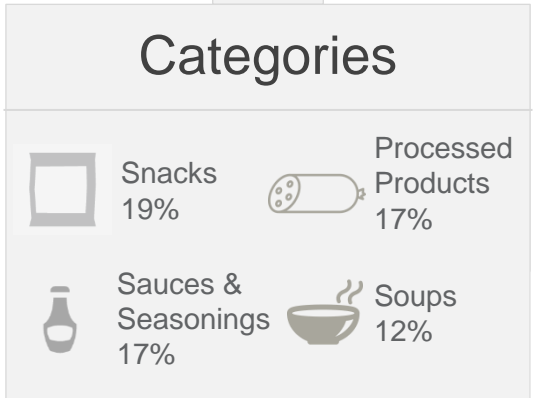 Categories
Snacks
19%
Processed
Products
17%
Sauces &
Seasonings
17%
Soups
12%